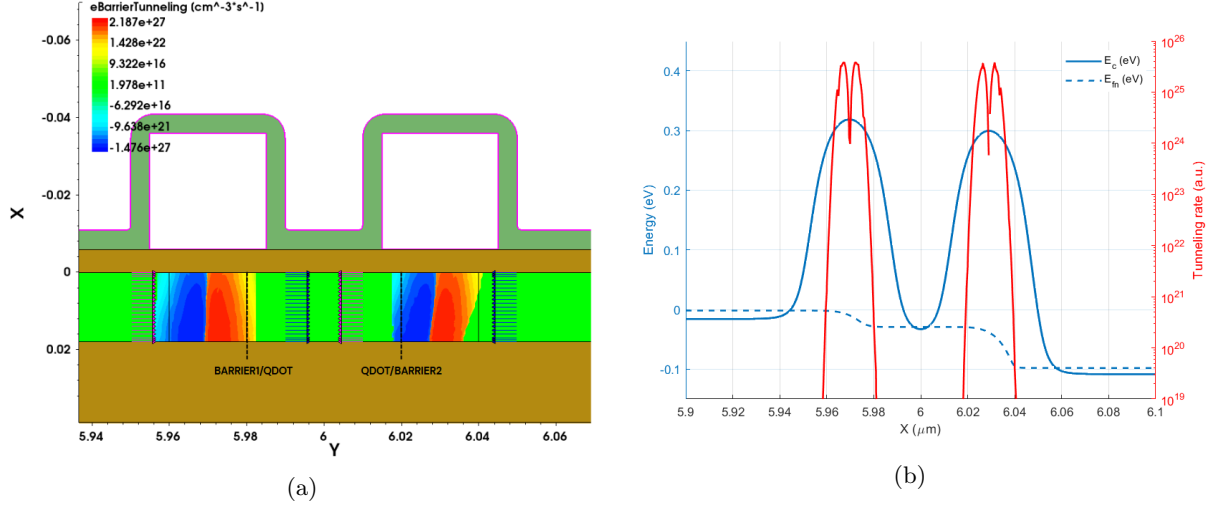 eBarrierTunneling (cm^-3*s^-1)
2.187e+27
1.428e+22
9.322e+16
1.978e+11
-6.292e+16
-9.638e+21
-1.476e+27
-0.06
-0.04
-0.02
0
0.02
X
BARRIER1/QDOT
QDOT/BARRIER2
5.94
5.96
5.98
6
6.02
6.04
6.06
Y
(a)
E_c (eV)
E_fn (eV)
0.4
0.3
0.2
0.1
0
-0.1
Energy (eV)
10^26
10^25
10^24
10^23
10^22
10^21
10^20
10^19
Tunneling rate (a.u.)
5.9
5.92
5.94
5.96
5.98
6
6.02
6.04
6.06
6.08
6.1
X (μm)
(b)